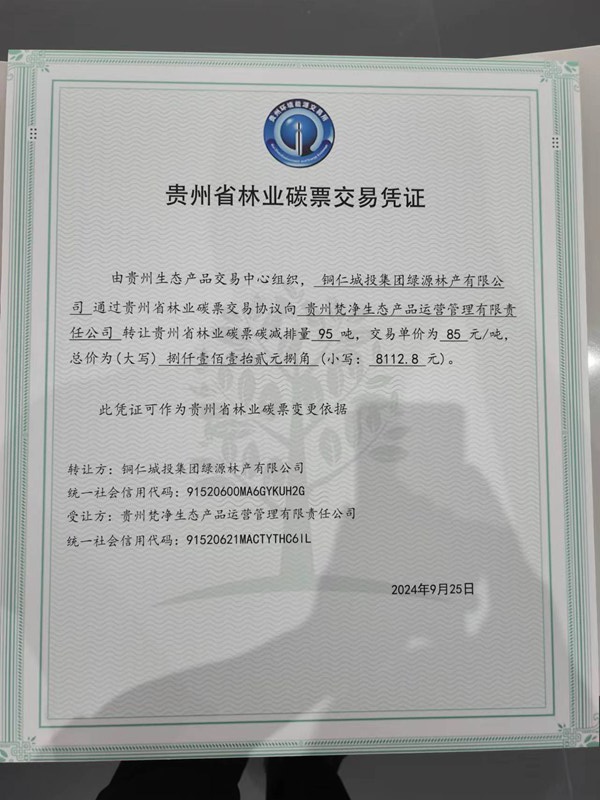 贵州环境能源交易所
贵州省林业碳票交易凭证
由贵州生态产品交易中心组织，铜仁城投集团绿源林产有限公
司通过贵州省林业碳票交易协议向贵州梵净生态产品运营管理有限责
任公司转让贵州省林业碳票碳减排量95吨，交易单价为85元/吨，
总价为(大写)捌仟壹佰壹拾贰元捌角(小写：8112.8元)。
此凭证可作为贵州省林业碳票变更依据
转让方：铜仁城投集团绿源林产有限公司
统一社会信用代码：91520600MA6GYKUH2G
受让方：贵州梵净生态产品运营管理有限责任公司
统一社会信用代码：91520621MACTYTHC6IL
2024年9月25日